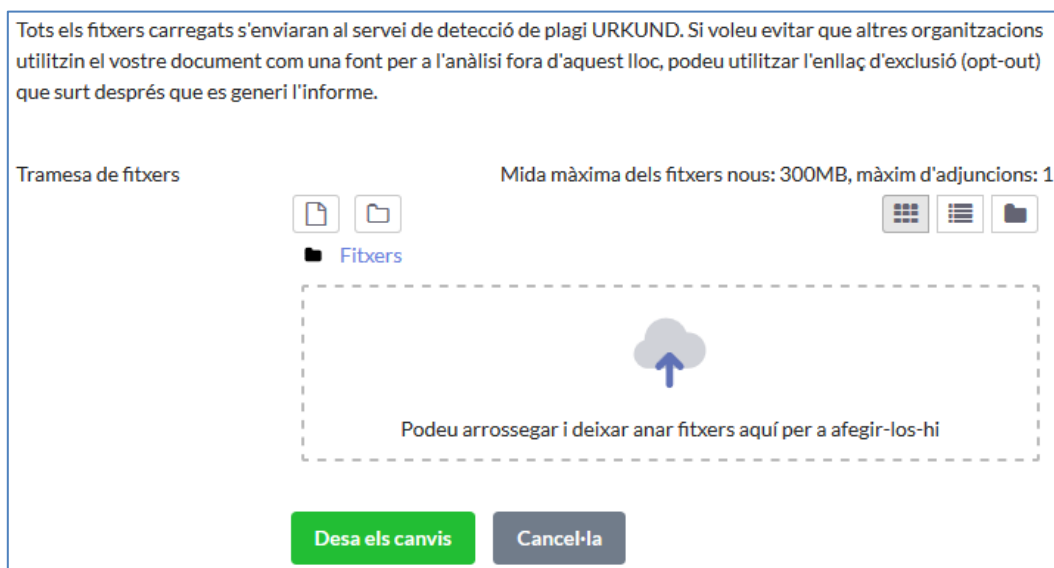 Tots els fitxers carregats s'enviaran al servei de detecció de plagi URKUND. Si voleu evitar que altres organitzacions
utilitzin el vostre document com una font per a l'anàlisi fora d'aquest lloc, podeu utilitzar l'enllaç d'exclusió (opt-out)
que surt després que es generi l'informe.
Tramesa de fitxers
Mida màxima dels fitxers nous: 300MB, màxim d'adjuncions: 1
Fitxers
Podeu arrossegar i deixar anar fitxers aquí per a afegir-los-hi
Desa els canvis
Cancel·la